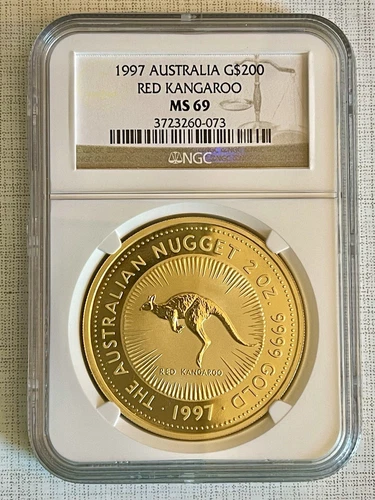 1997 AUSTRALIA G$200
RED KANGAROO
MS 69
3723260-073
NGC
THE AUSTRALIAN NUGGET 2 OZ. 9999 GOLD
RED KANGAROO
· 1997 ·